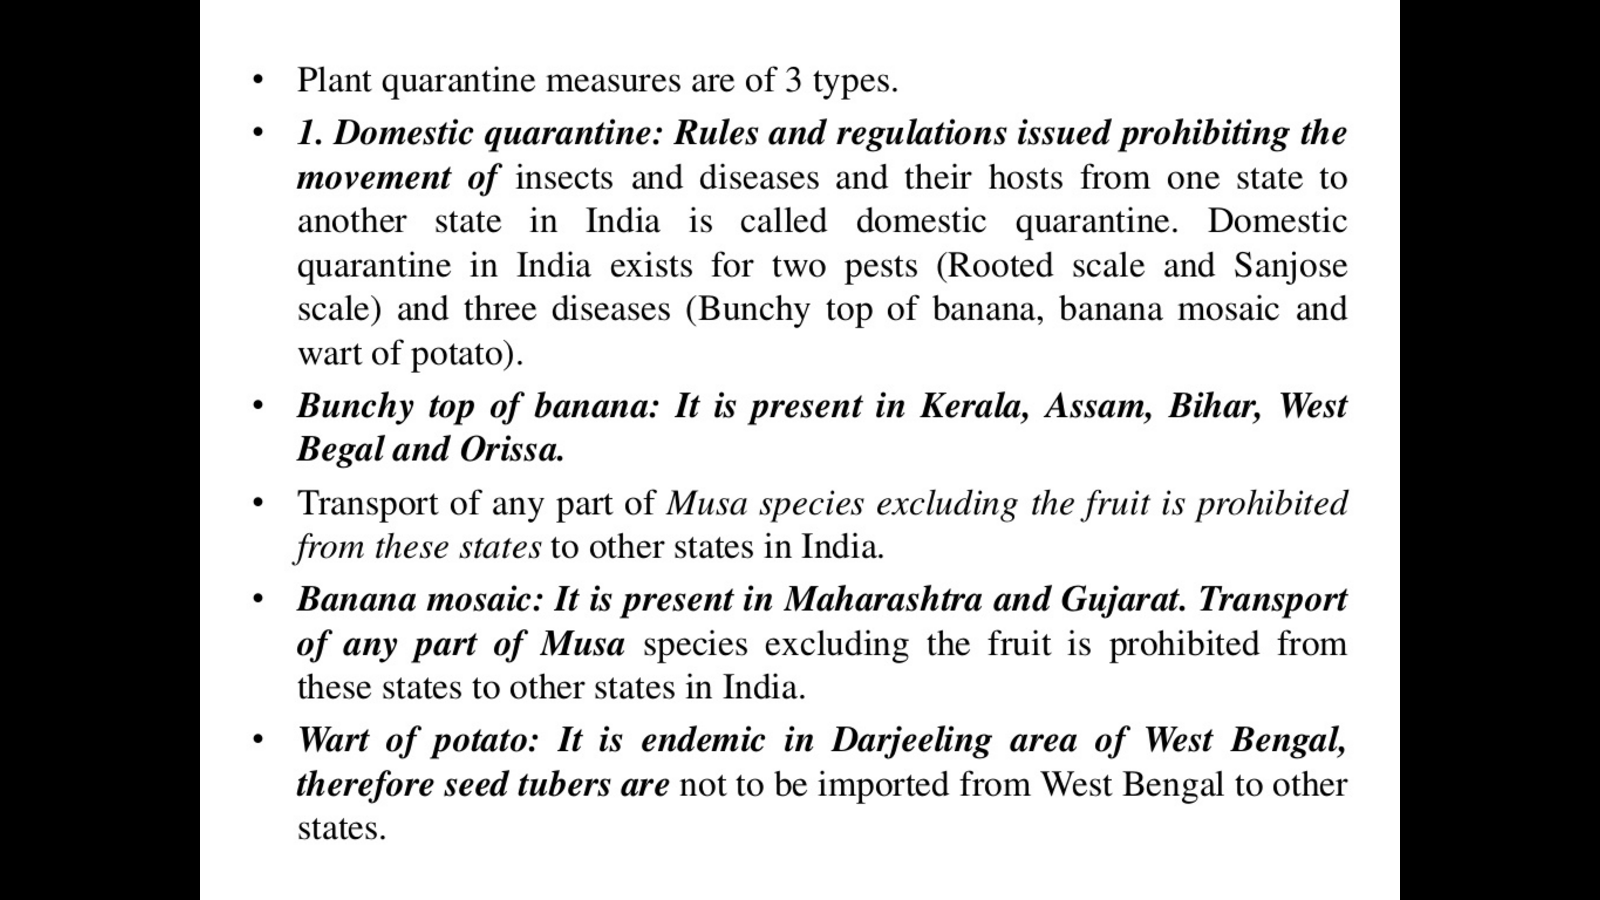 • Plant quarantine measures are of 3 types.
• 1. Domestic quarantine: Rules and regulations issued prohibiting the
movement of insects and diseases and their hosts from one state to
another state in India is called domestic quarantine. Domestic
quarantine in India exists for two pests (Rooted scale and Sanjose
scale) and three diseases (Bunchy top of banana, banana mosaic and
wart of potato).
• Bunchy top of banana: It is present in Kerala, Assam, Bihar, West
Begal and Orissa.
• Transport of any part of Musa species excluding the fruit is prohibited
from these states to other states in India.
• Banana mosaic: It is present in Maharashtra and Gujarat. Transport
of any part of Musa species excluding the fruit is prohibited from
these states to other states in India.
• Wart of potato: It is endemic in Darjeeling area of West Bengal,
therefore seed tubers are not to be imported from West Bengal to other
states.